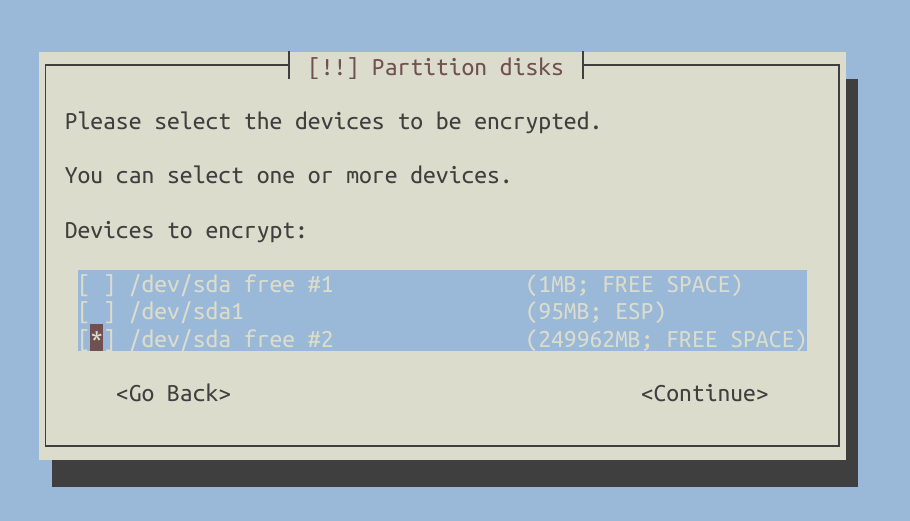 [!!] Partition disks
Please select the devices to be encrypted.
You can select one or more devices.
Devices to encrypt:
[ ] /dev/sda free #1 (1MB; FREE SPACE)
[ ] /dev/sda1 (95MB; ESP)
[*] /dev/sda free #2 (249962MB; FREE SPACE)
<Go Back> <Continue>